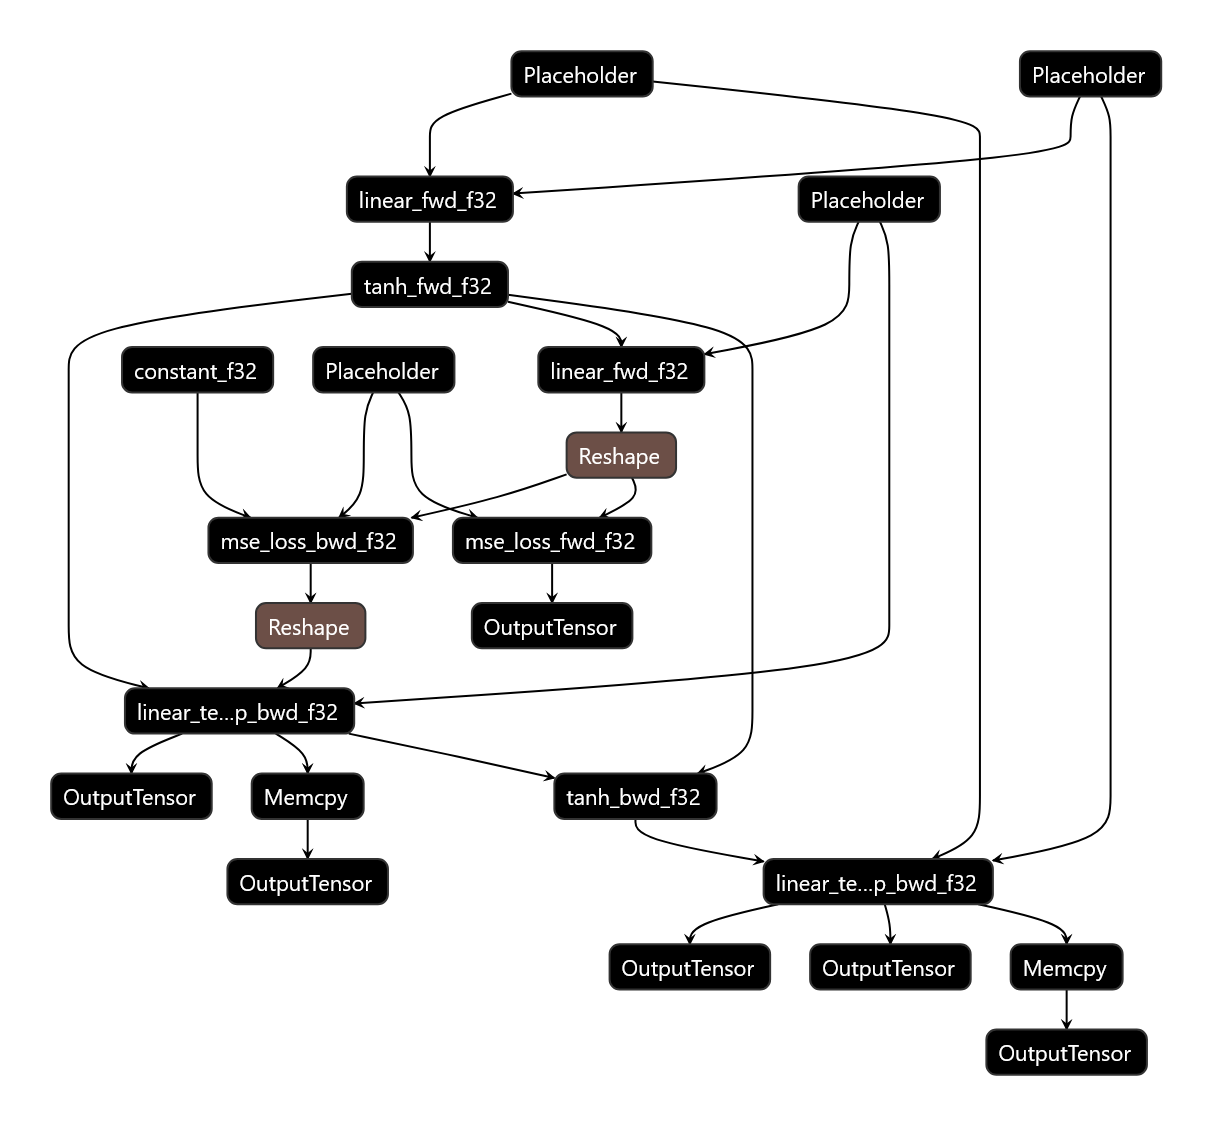 Placeholder
Placeholder
linear_fwd_f32
Placeholder
tanh_fwd_f32
constant_f32
Placeholder
linear_fwd_f32
Reshape
mse_loss_bwd_f32
mse_loss_fwd_f32
Reshape
OutputTensor
linear_te...p_bwd_f32
OutputTensor
Memcpy
tanh_bwd_f32
OutputTensor
linear_te...p_bwd_f32
OutputTensor
OutputTensor
Memcpy
OutputTensor